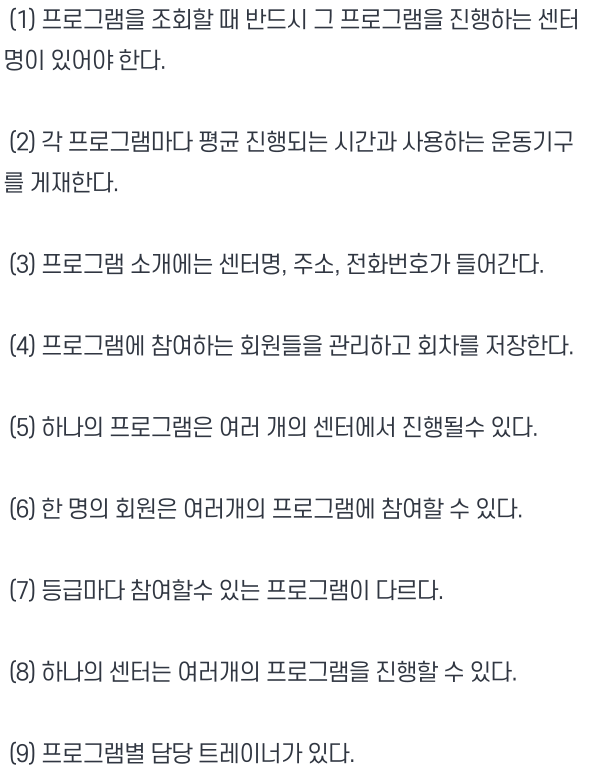 (1) 프로그램을 조회할 때 반드시 그 프로그램을 진행하는 센터
명이 있어야 한다.
(2) 각 프로그램마다 평균 진행되는 시간과 사용하는 운동기구
를 게재한다.
(3) 프로그램 소개에는 센터명, 주소, 전화번호가 들어간다.
(4) 프로그램에 참여하는 회원들을 관리하고 회차를 저장한다.
(5) 하나의 프로그램은 여러 개의 센터에서 진행될수 있다.
(6) 한 명의 회원은 여러개의 프로그램에 참여할 수 있다.
(7) 등급마다 참여할수 있는 프로그램이 다르다.
(8) 하나의 센터는 여러개의 프로그램을 진행할 수 있다.
(9) 프로그램별 담당 트레이너가 있다.